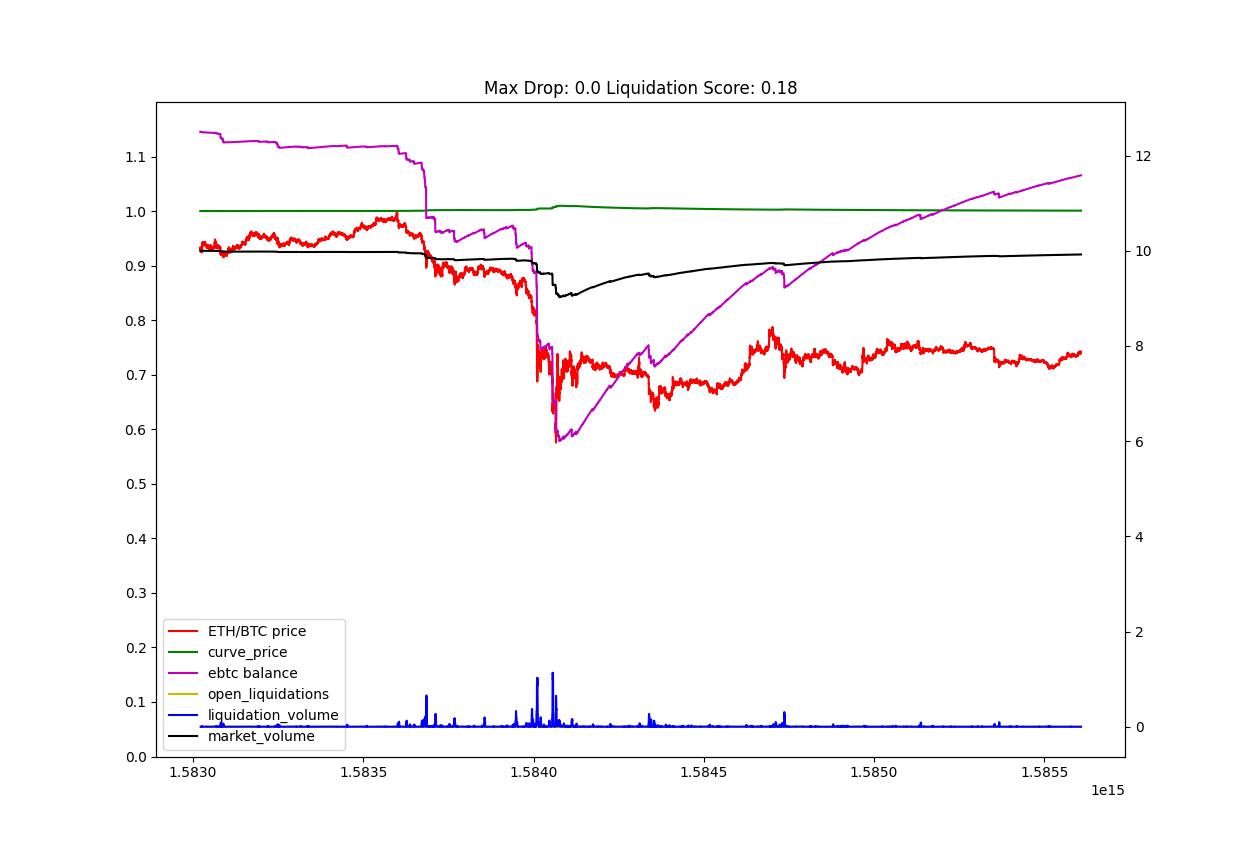 Max Drop: 0.0 Liquidation Score: 0.18
1.1
1.0
0.9
0.8
0.7
0.6
0.5
0.4
0.3
0.2
0.1
0.0
12
10
8
6
4
2
0
ETH/BTC price
curve_price
ebtc balance
open_liquidations
liquidation_volume
market_volume
1.5830 1.5835 1.5840 1.5845 1.5850 1.5855
1e15